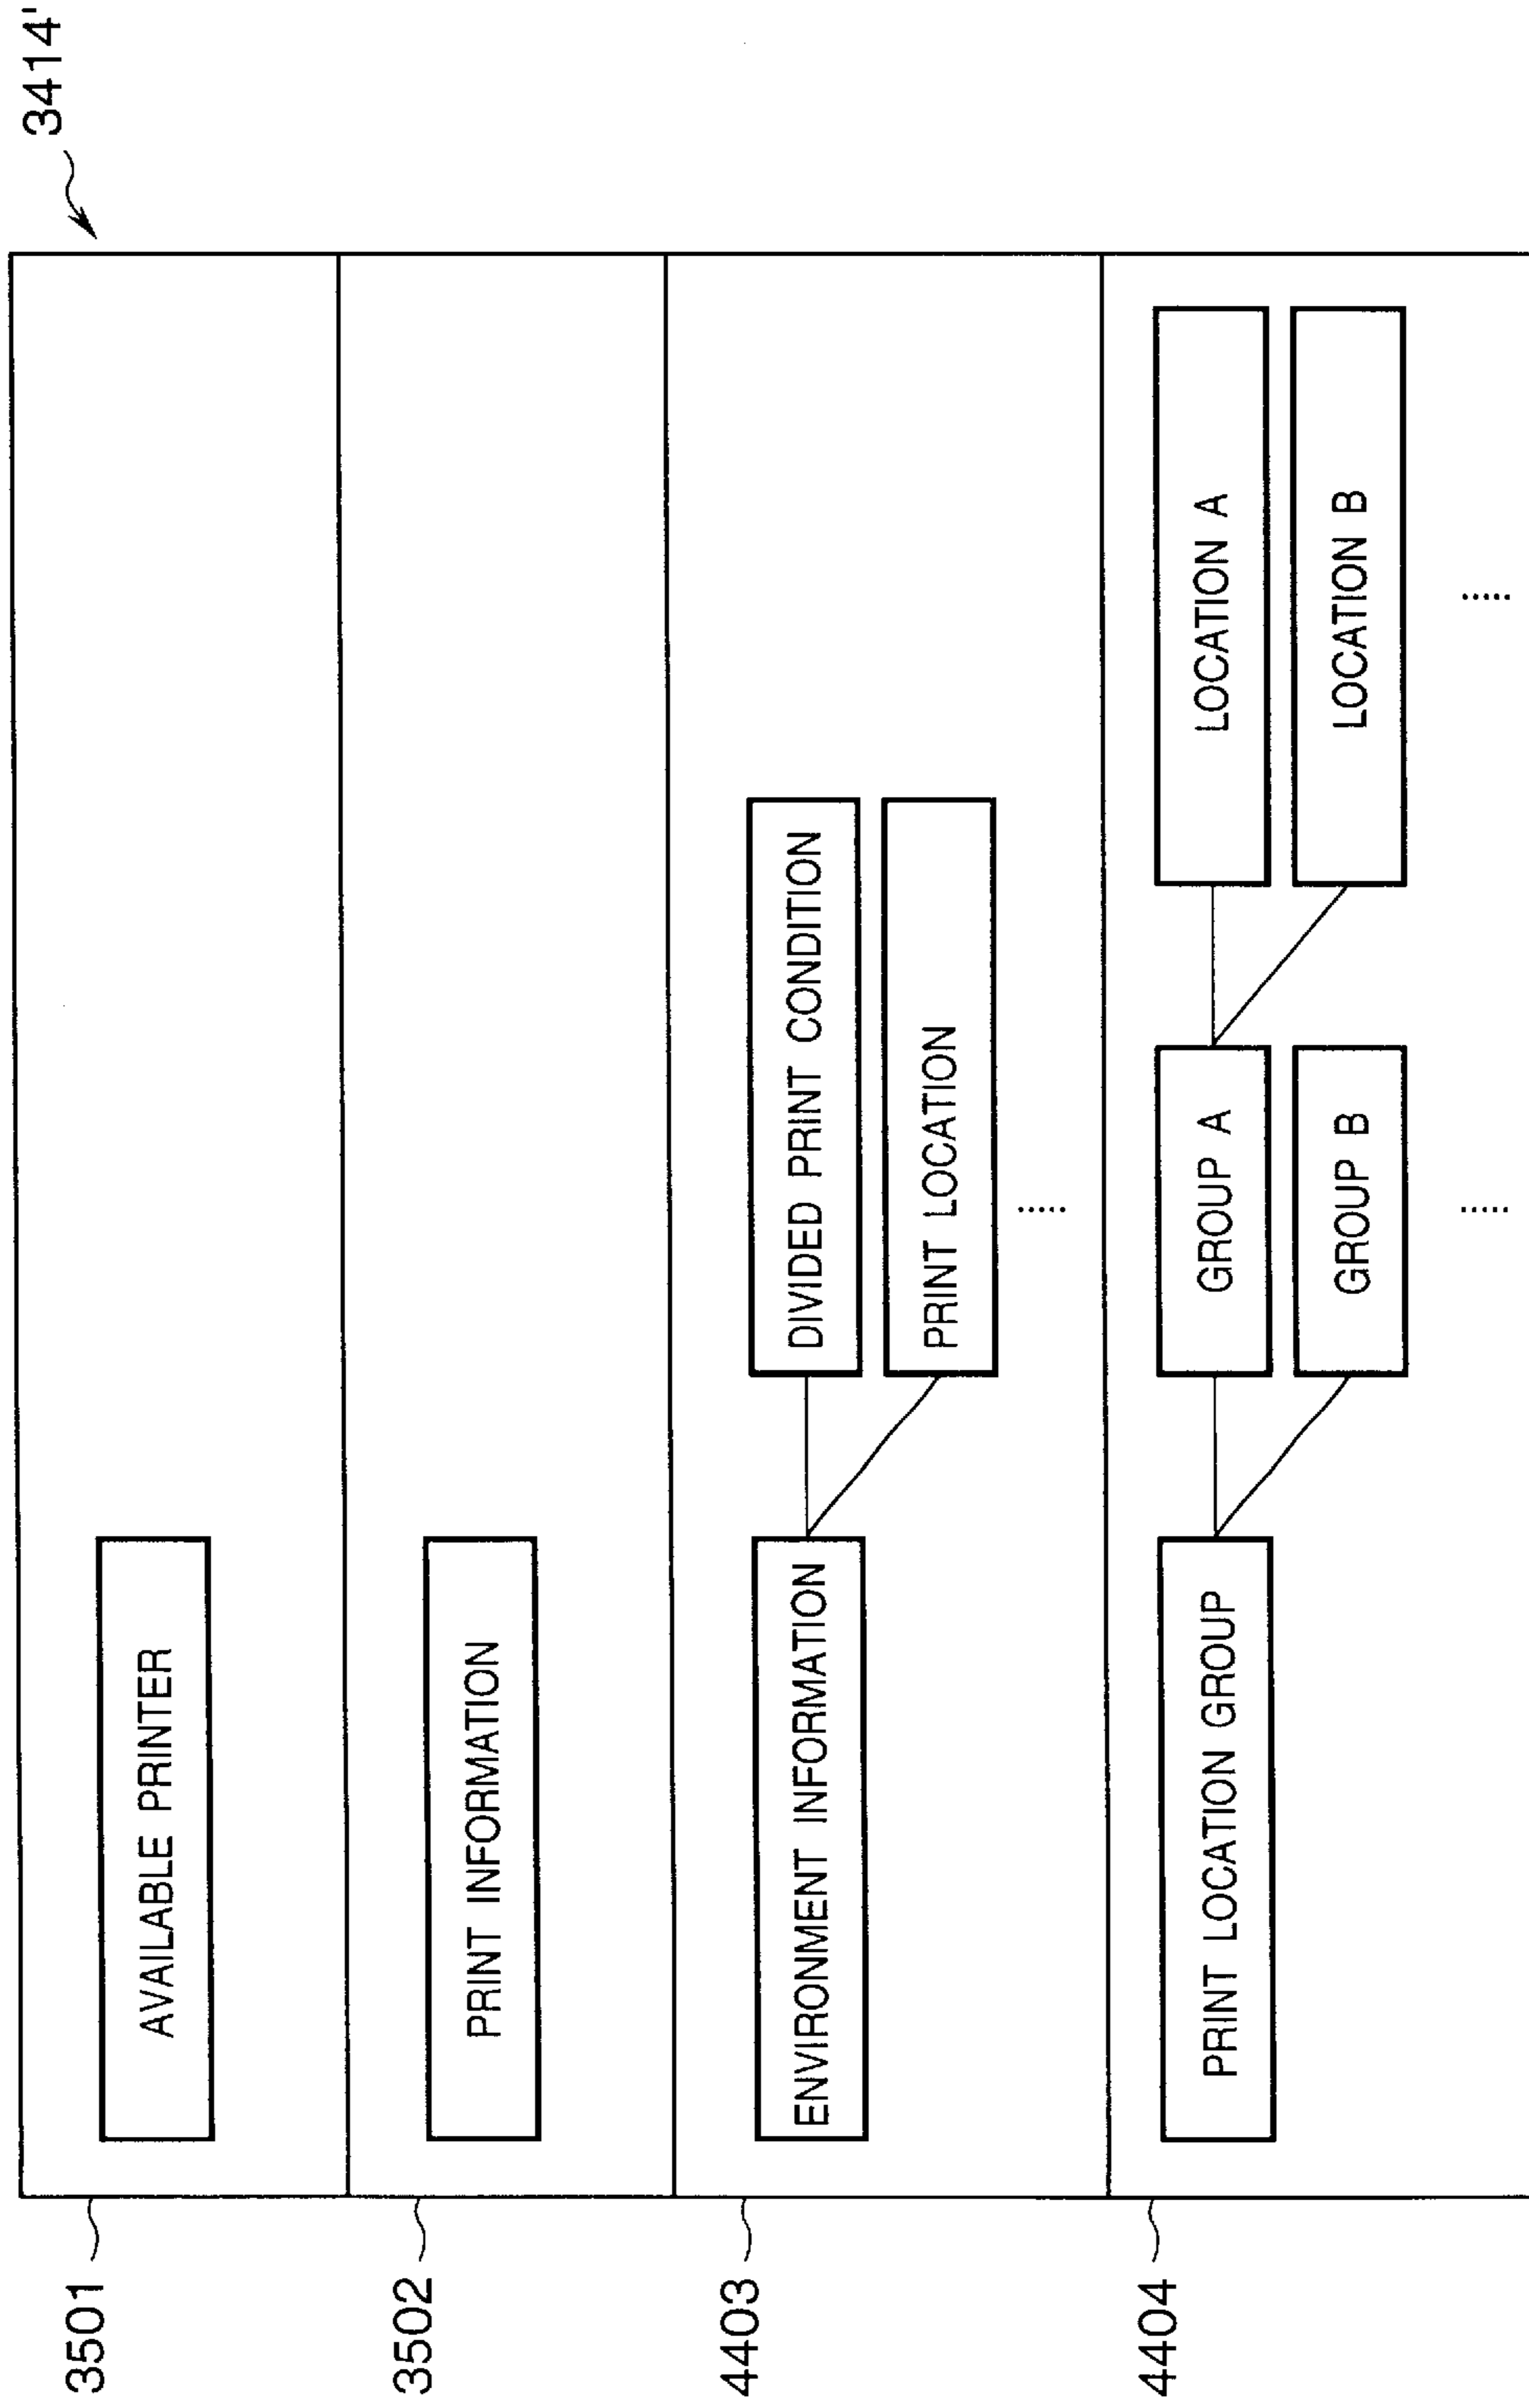 3414'
3501
AVAILABLE PRINTER
3502
PRINT INFORMATION
4403
ENVIRONMENT INFORMATION
DIVIDED PRINT CONDITION
PRINT LOCATION
.....
4404
PRINT LOCATION GROUP
GROUP A
LOCATION A
GROUP B
LOCATION B
.....
.....